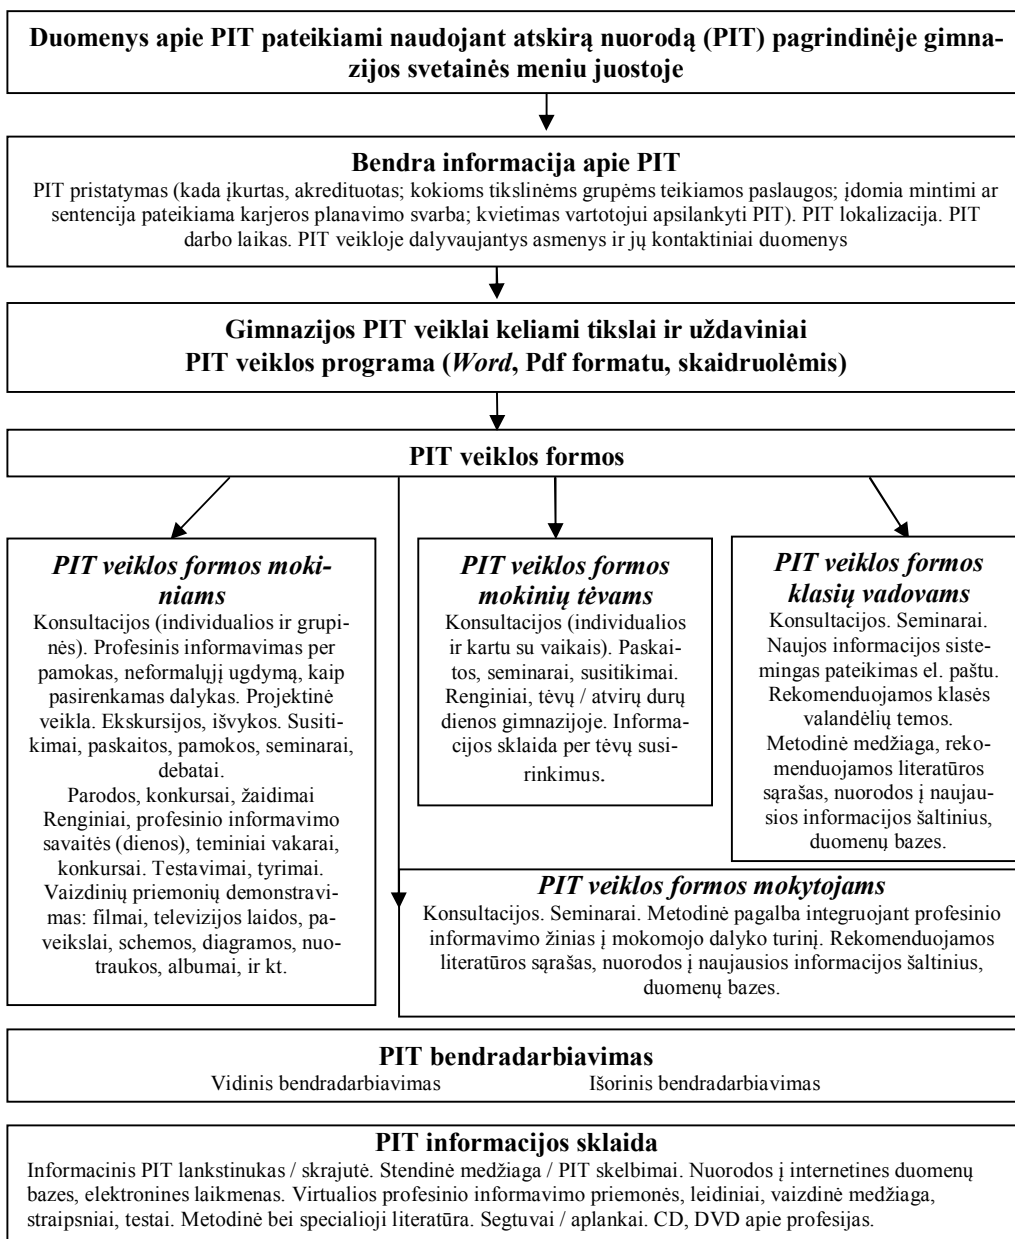 Duomenys apie PIT pateikiami naudojant atskirą nuorodą (PIT) pagrindinėje gimna-
zijos svetainės meniu juostoje
Bendra informacija apie PIT
PIT pristatymas (kada įkurtas, akredituotas; kokioms tikslinėms grupėms teikiamos paslaugos; įdomia mintimi ar
sentencija pateikiama karjeros planavimo svarba; kvietimas vartotojui apsilankyti PIT). PIT lokalizacija. PIT
darbo laikas. PIT veikloje dalyvaujantys asmenys ir jų kontaktiniai duomenys
Gimnazijos PIT veiklai keliami tikslai ir uždaviniai
PIT veiklos programa (Word, Pdf formatu, skaidruolėmis)
PIT veiklos formos
PIT veiklos formos moki-
niams
Konsultacijos (individualios ir grupi-
nės). Profesinis informavimas per
pamokas, neformalųjį ugdymą, kaip
pasirenkamas dalykas. Projektinė
veikla. Ekskursijos, išvykos. Susiti-
kimai, paskaitos, pamokos, seminarai,
debatai.
Parodos, konkursai, žaidimai
Renginiai, profesinio informavimo
savaitės (dienos), teminiai vakarai,
konkursai. Testavimai, tyrimai.
Vaizdinių priemonių demonstravi-
mas: filmai, televizijos laidos, pa-
veikslai, schemos, diagramos, nuo-
traukos, albumai, ir kt.
PIT veiklos formos
mokinių tėvams
Konsultacijos (individualios
ir kartu su vaikais). Paskai-
tos, seminarai, susitikimai.
Renginiai, tėvų / atvirų durų
dienos gimnazijoje. Informa-
cijos sklaida per tėvų susi-
rinkimus.
PIT veiklos formos
klasių vadovams
Konsultacijos. Seminarai.
Naujos informacijos siste-
mingas pateikimas el. paštu.
Rekomenduojamos klasės
valandėlių temos.
Metodinė medžiaga, reko-
menduojamos literatūros
sąrašas, nuorodos į naujau-
sios informacijos šaltinius,
duomenų bazes.
PIT veiklos formos mokytojams
Konsultacijos. Seminarai. Metodinė pagalba integruojant profesinio
informavimo žinias į mokomojo dalyko turinį. Rekomenduojamos
literatūros sąrašas, nuorodos į naujausios informacijos šaltinius,
duomenų bazes.
PIT bendradarbiavimas
Vidinis bendradarbiavimas Išorinis bendradarbiavimas
PIT informacijos sklaida
Informacinis PIT lankstinukas / skrajutė. Stendinė medžiaga / PIT skelbimai. Nuorodos į internetines duomenų
bazes, elektronines laikmenas. Virtualios profesinio informavimo priemonės, leidiniai, vaizdinė medžiaga,
straipsniai, testai. Metodinė bei specialioji literatūra. Segtuvai / aplankai. CD, DVD apie profesijas.